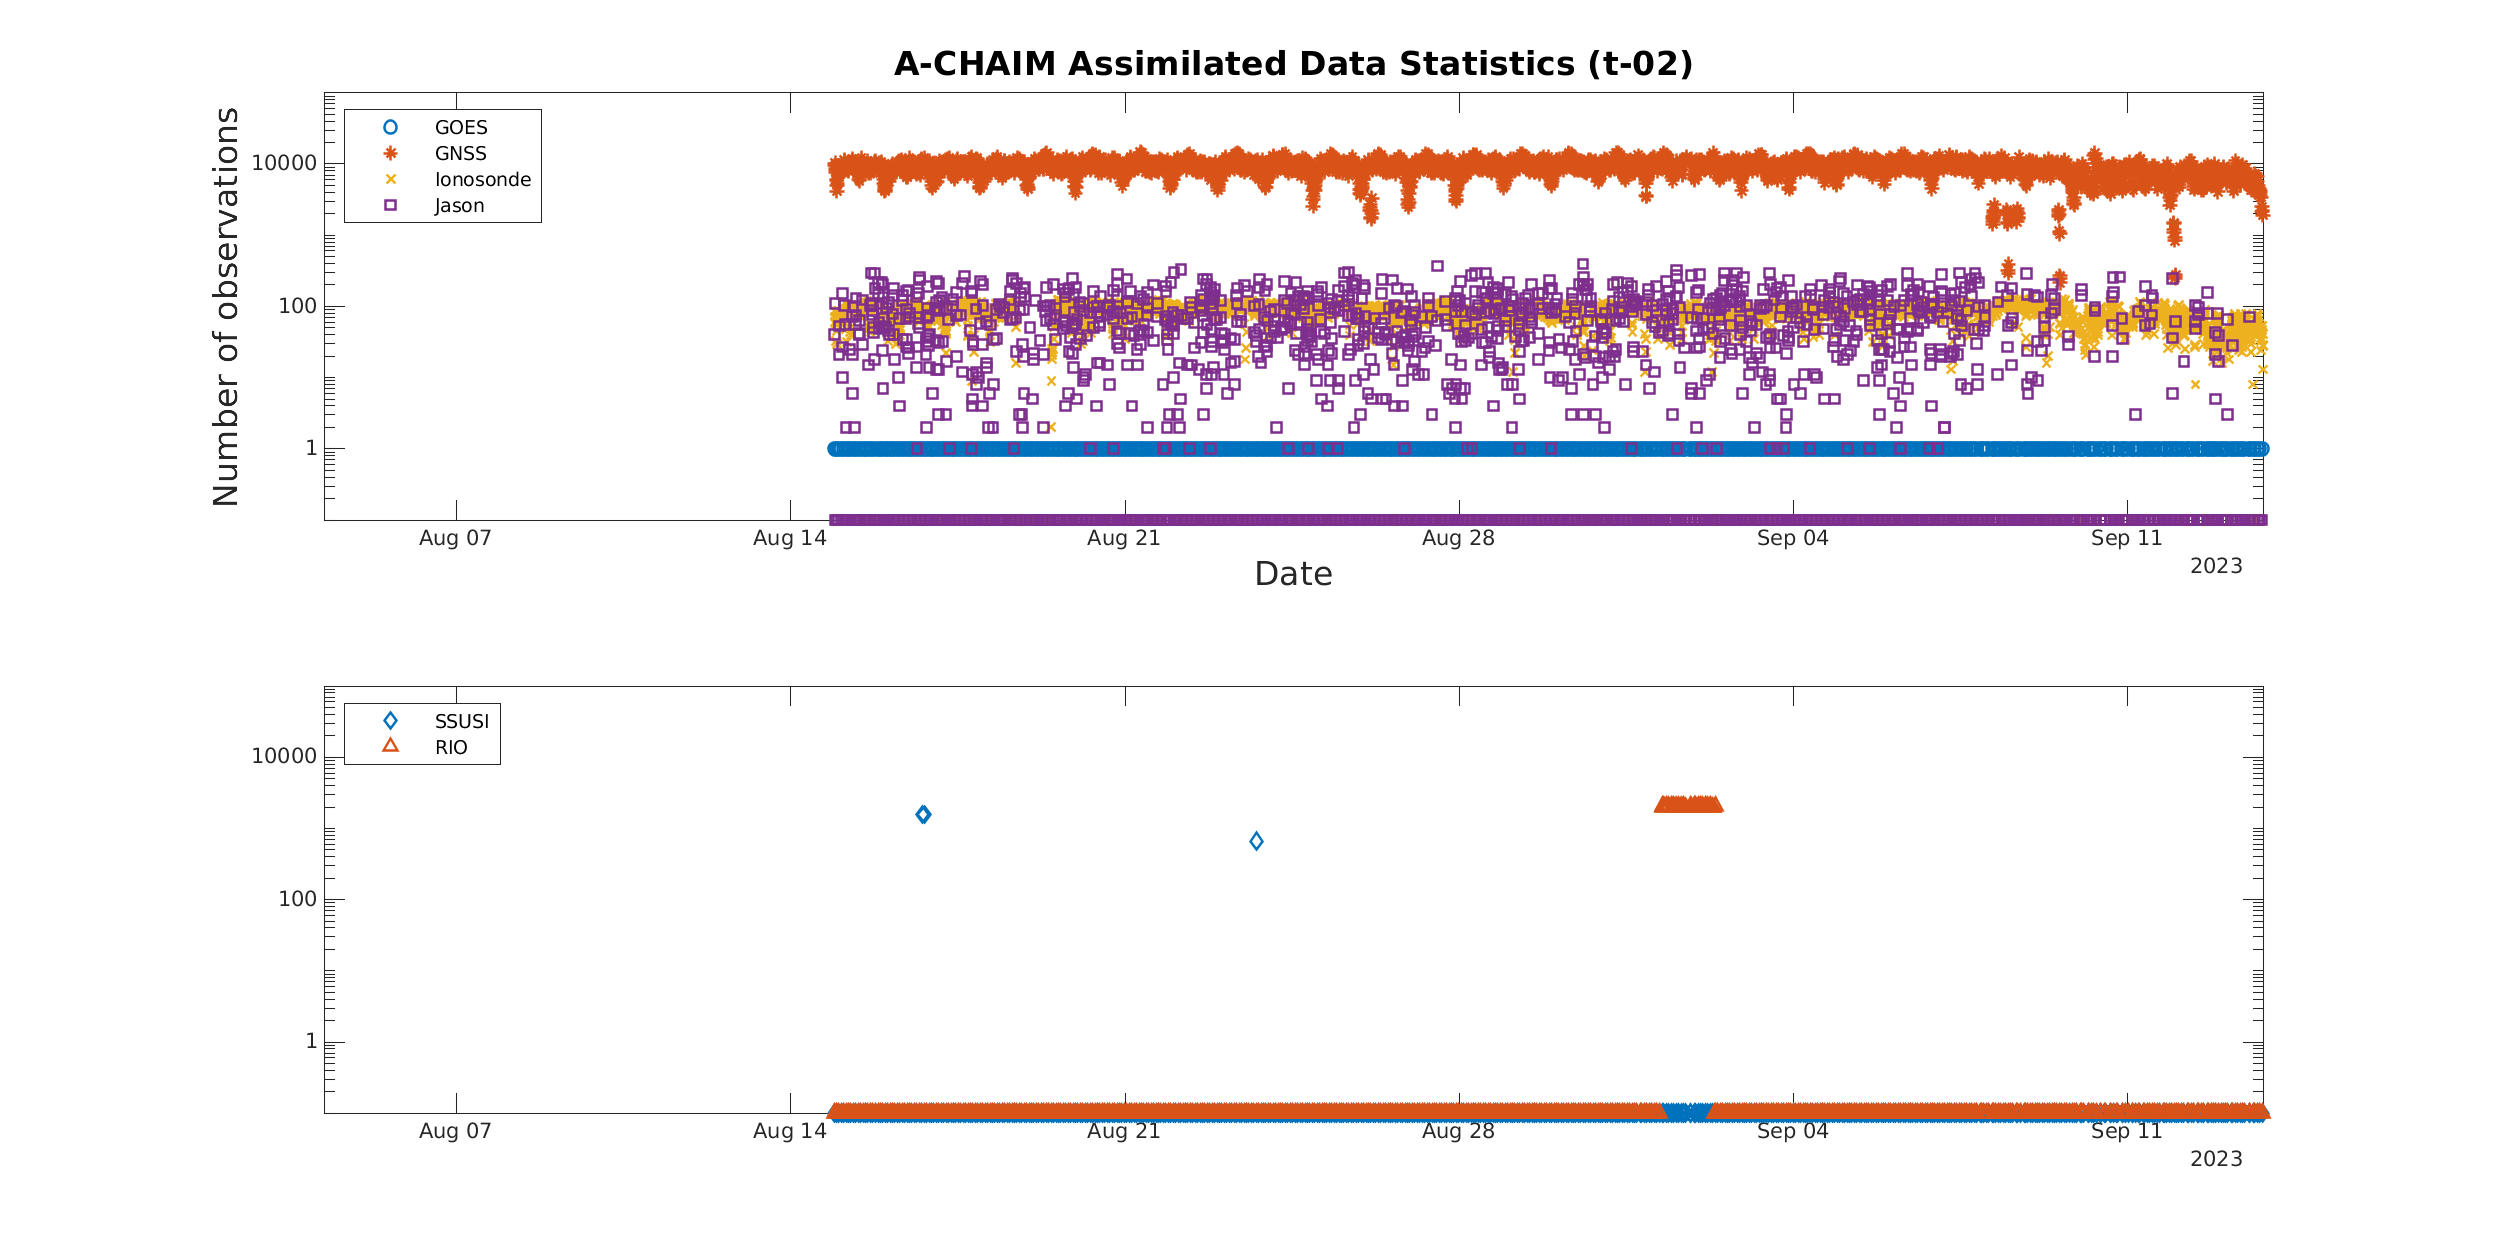 A-CHAIM Assimilated Data Statistics (t-02)
Number of observations
GOES
GNSS
Ionosonde
Jason
10000
100
1
Aug 07 Aug 14 Aug 21 Aug 28 Sep 04 Sep 11
2023
Date
SSUSI
RIO
10000
100
1
Aug 07 Aug 14 Aug 21 Aug 28 Sep 04 Sep 11
2023